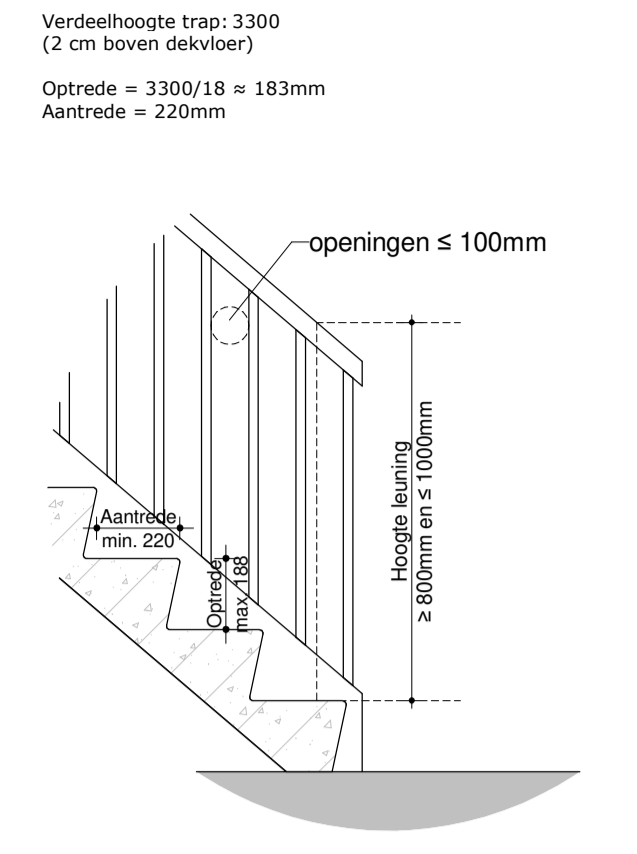 Verdeelhoogte trap: 3300
(2 cm boven dekvloer)
Optrede = 3300/18 ≈ 183mm
Aantrede = 220mm
openingen ≤ 100mm
Hoogte leuning
≥ 800mm en ≤ 1000mm
Aantrede
min. 220
Optrede
max. 188